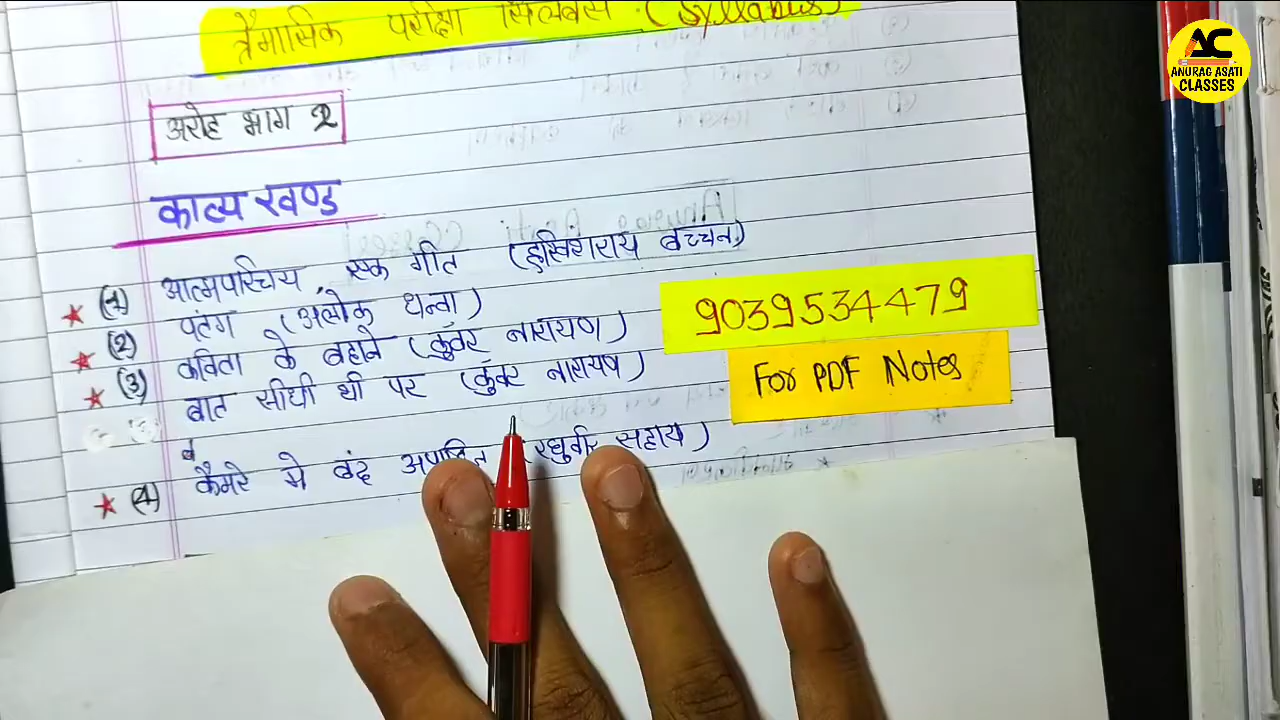 त्रैमासिक परीक्षा सिलेबस (Syllabus)
AC
ANURAG ASATI
CLASSES
अरोह भाग 2
काव्य खण्ड
★ (1) आत्मपरिचय, एक गीत (हरिवंशराय बच्चन)
★ (2) पतंग (आलोक धन्वा)
★ (3) कविता के बहाने (कुँवर नारायण)
बात सीधी थी पर (कुँवर नारायण)
★ (4) कैमरे में बंद रघुवीर सहाय)
9039534479
For PDF Notes